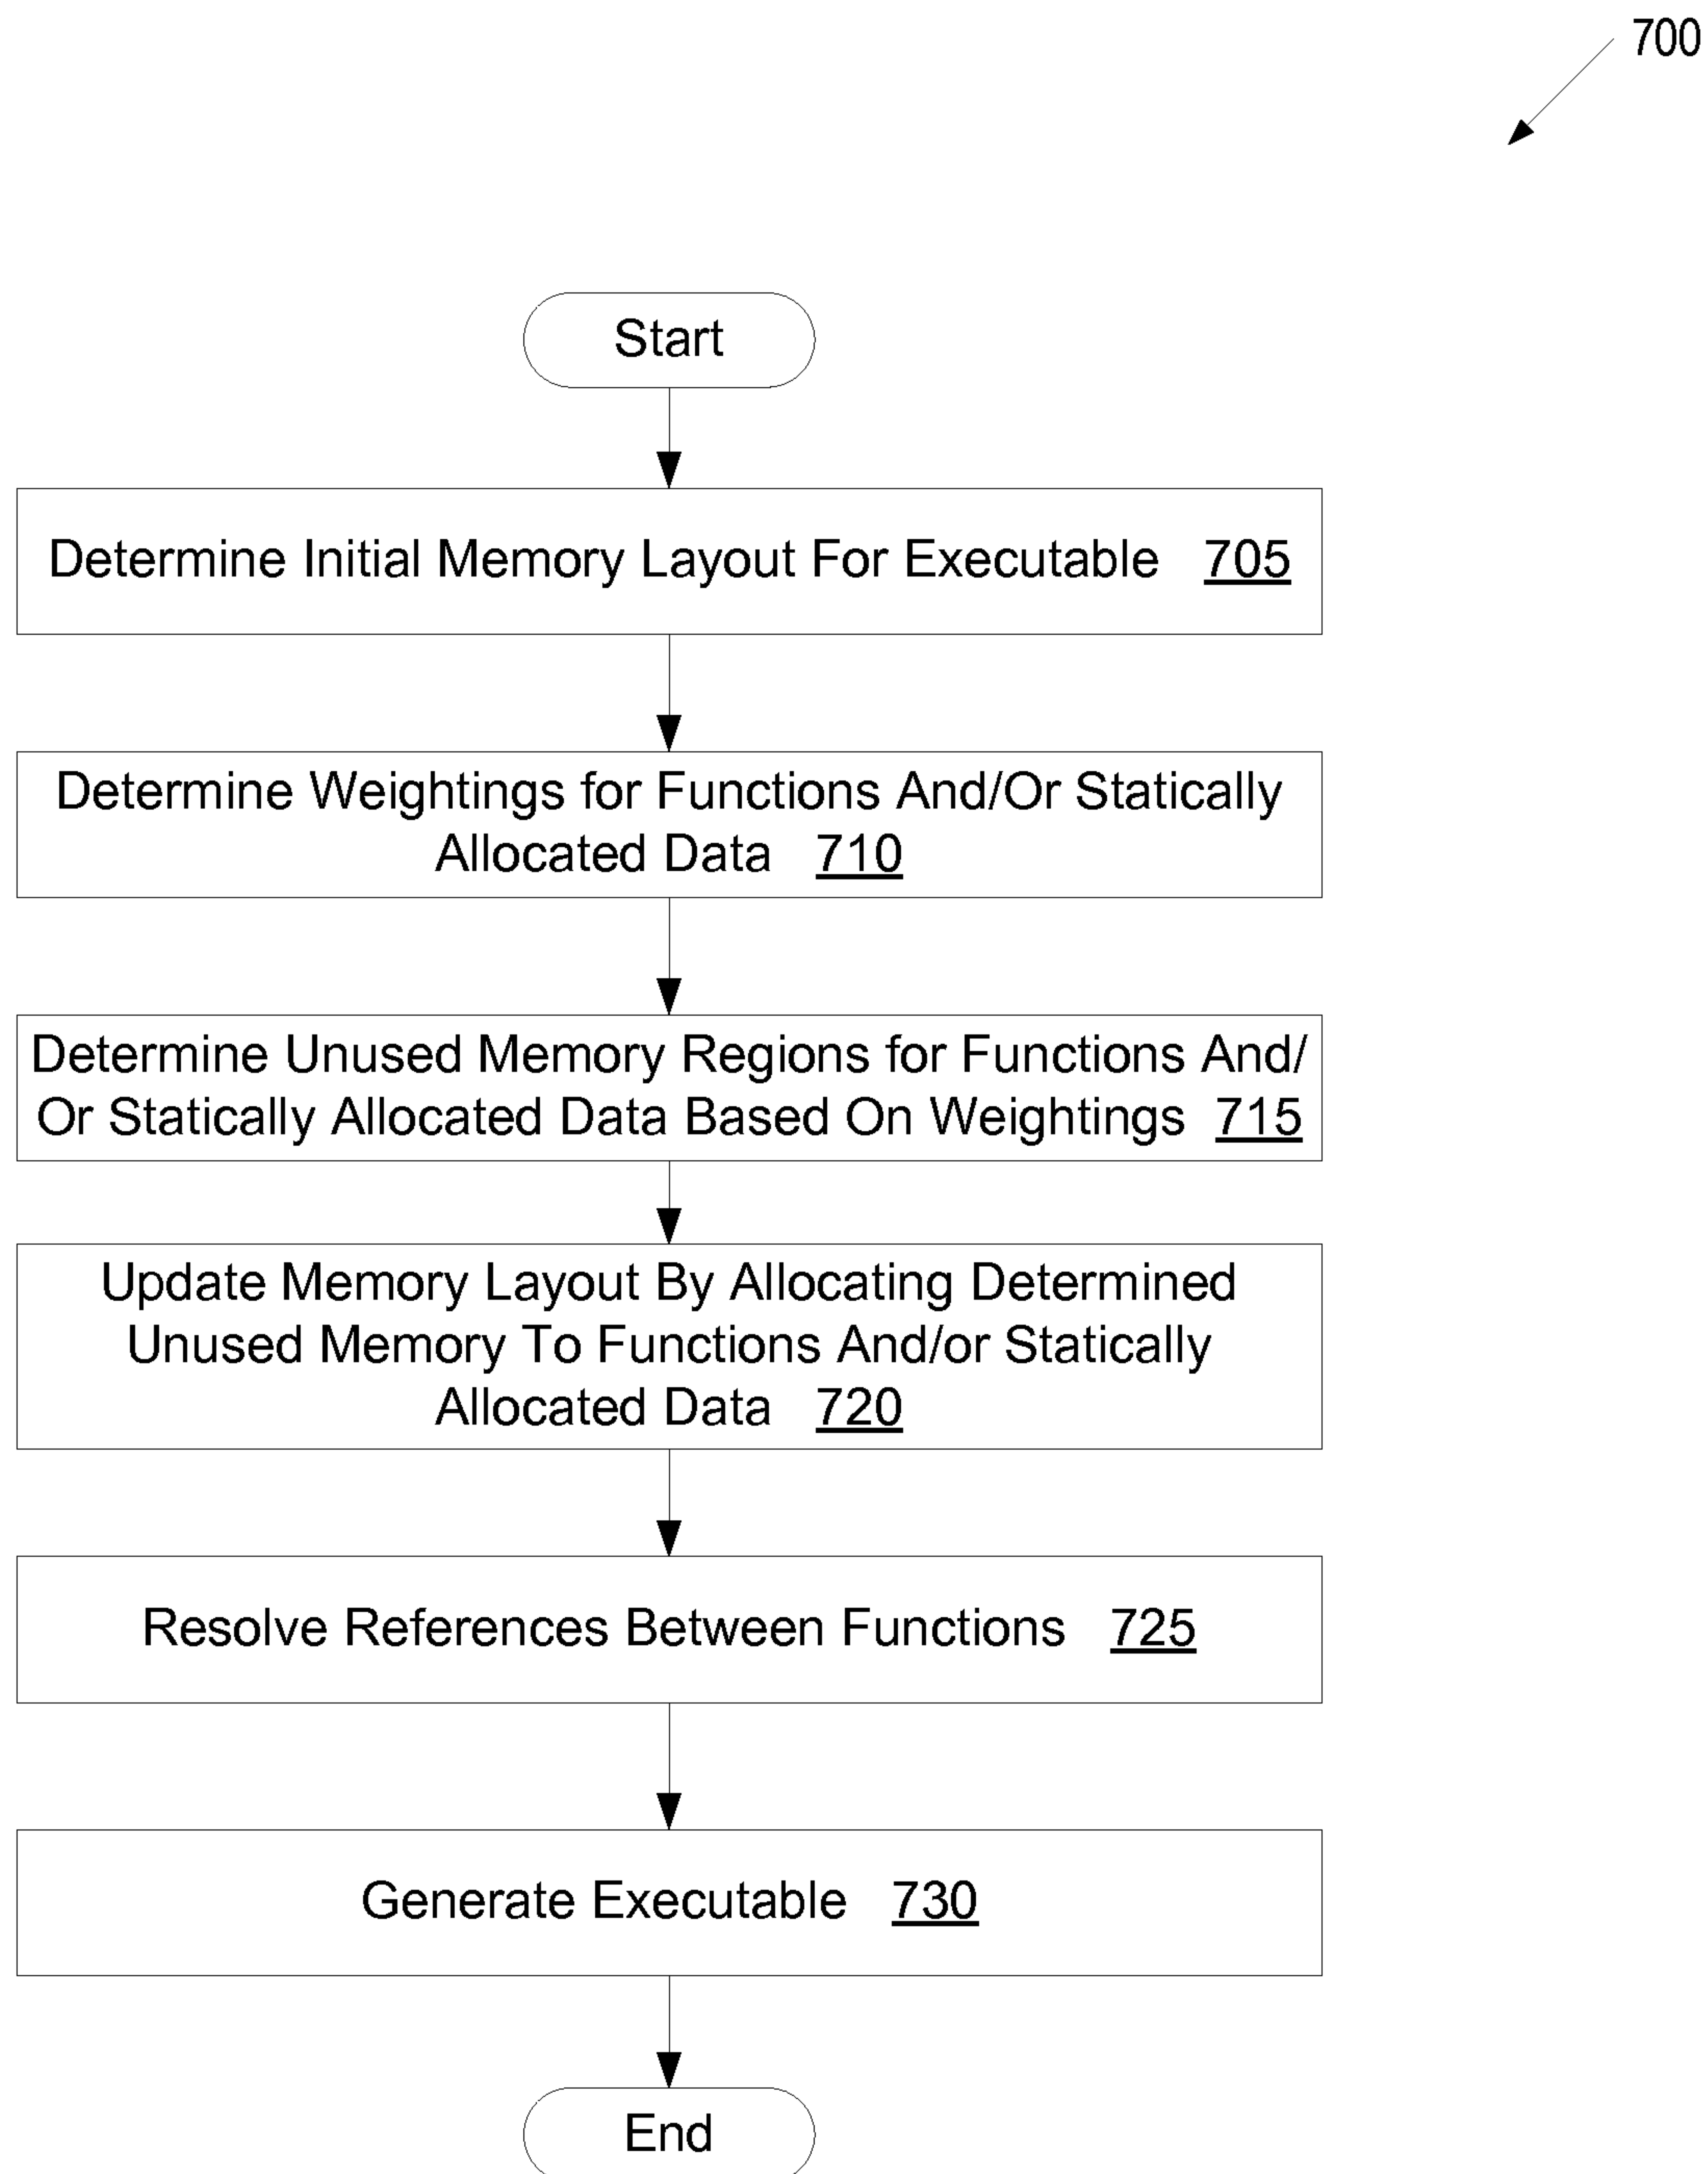 700
Start
Determine Initial Memory Layout For Executable 705
Determine Weightings for Functions And/Or Statically
Allocated Data 710
Determine Unused Memory Regions for Functions And/
Or Statically Allocated Data Based On Weightings 715
Update Memory Layout By Allocating Determined
Unused Memory To Functions And/or Statically
Allocated Data 720
Resolve References Between Functions 725
Generate Executable 730
End